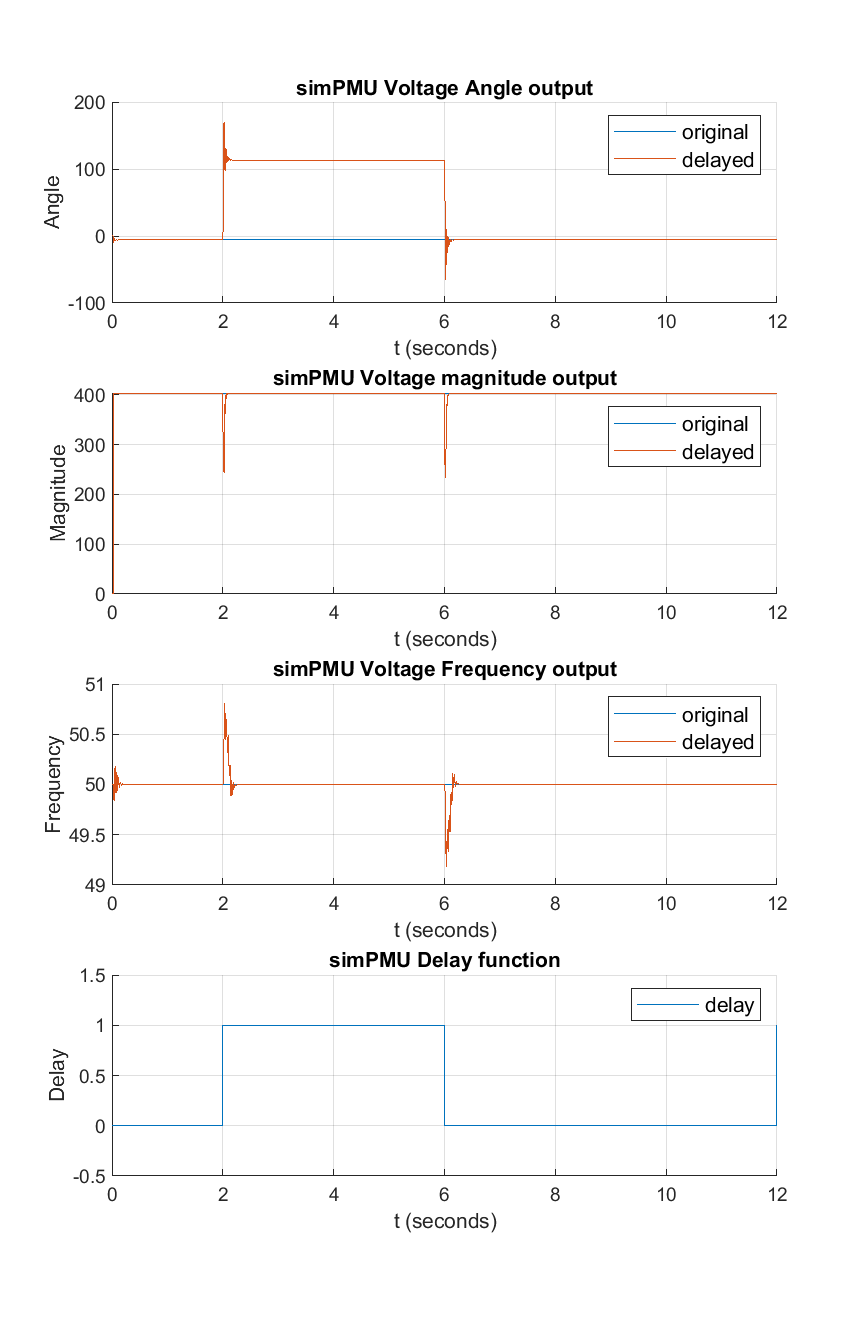 simPMU Voltage Angle output
200
100
0
-100
Angle
original
delayed
0 2 4 6 8 10 12
t (seconds)
simPMU Voltage magnitude output
400
300
200
100
0
Magnitude
original
delayed
0 2 4 6 8 10 12
t (seconds)
simPMU Voltage Frequency output
51
50.5
50
49.5
49
Frequency
original
delayed
0 2 4 6 8 10 12
t (seconds)
simPMU Delay function
1.5
1
0.5
0
-0.5
Delay
delay
0 2 4 6 8 10 12
t (seconds)